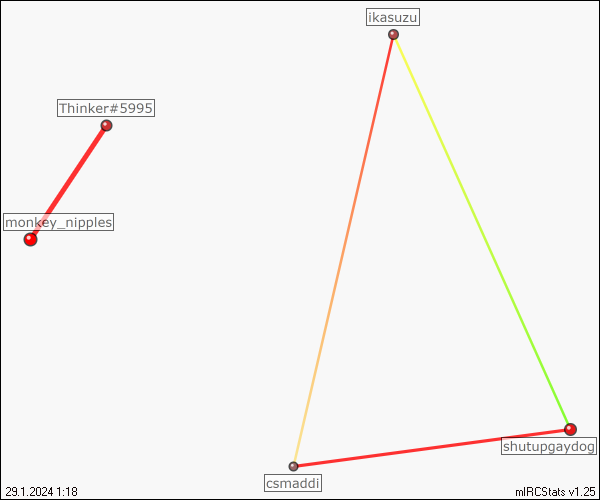 ikasuzu
Thinker#5995
monkey_nipples
shutupgaydog
csmaddi
29.1.2024 1:18
mIRCStats v1.25